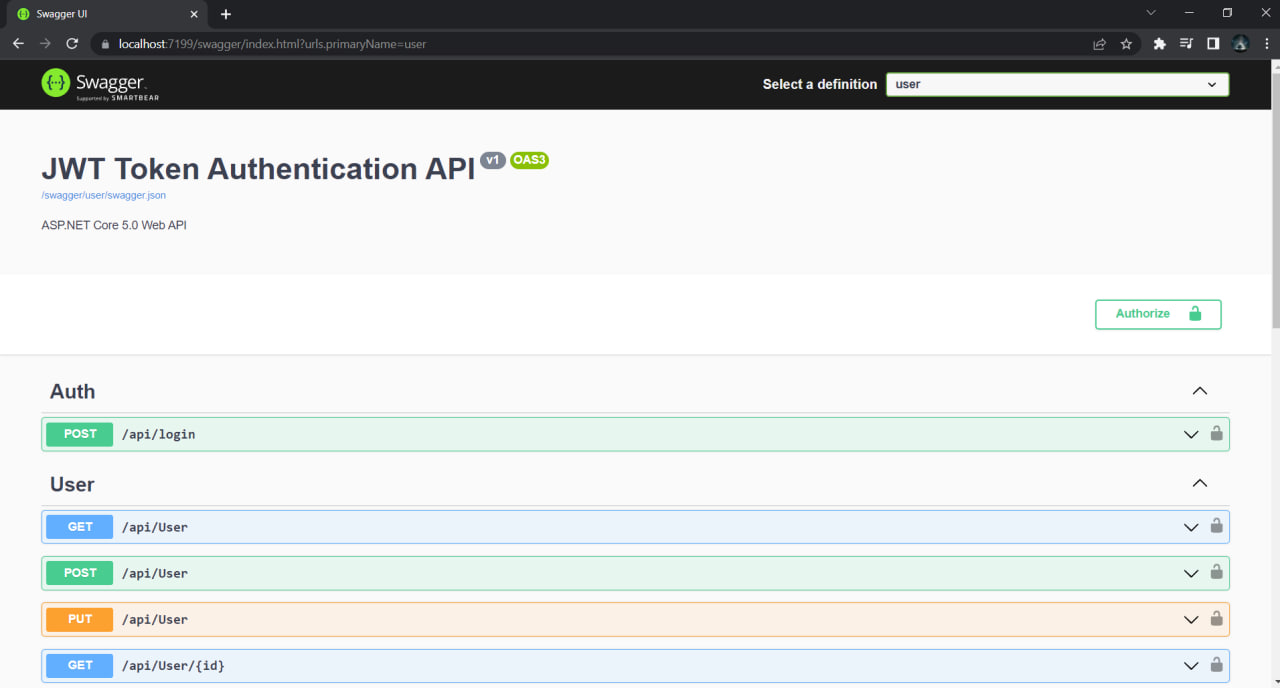 Swagger UI
localhost:7199/swagger/index.html?urls.primaryName=user
Swagger
Supported by SMARTBEAR
Select a definition
user
JWT Token Authentication API v1 OAS3
/swagger/user/swagger.json
ASP.NET Core 5.0 Web API
Authorize
Auth
POST /api/login
User
GET /api/User
POST /api/User
PUT /api/User
GET /api/User/{id}